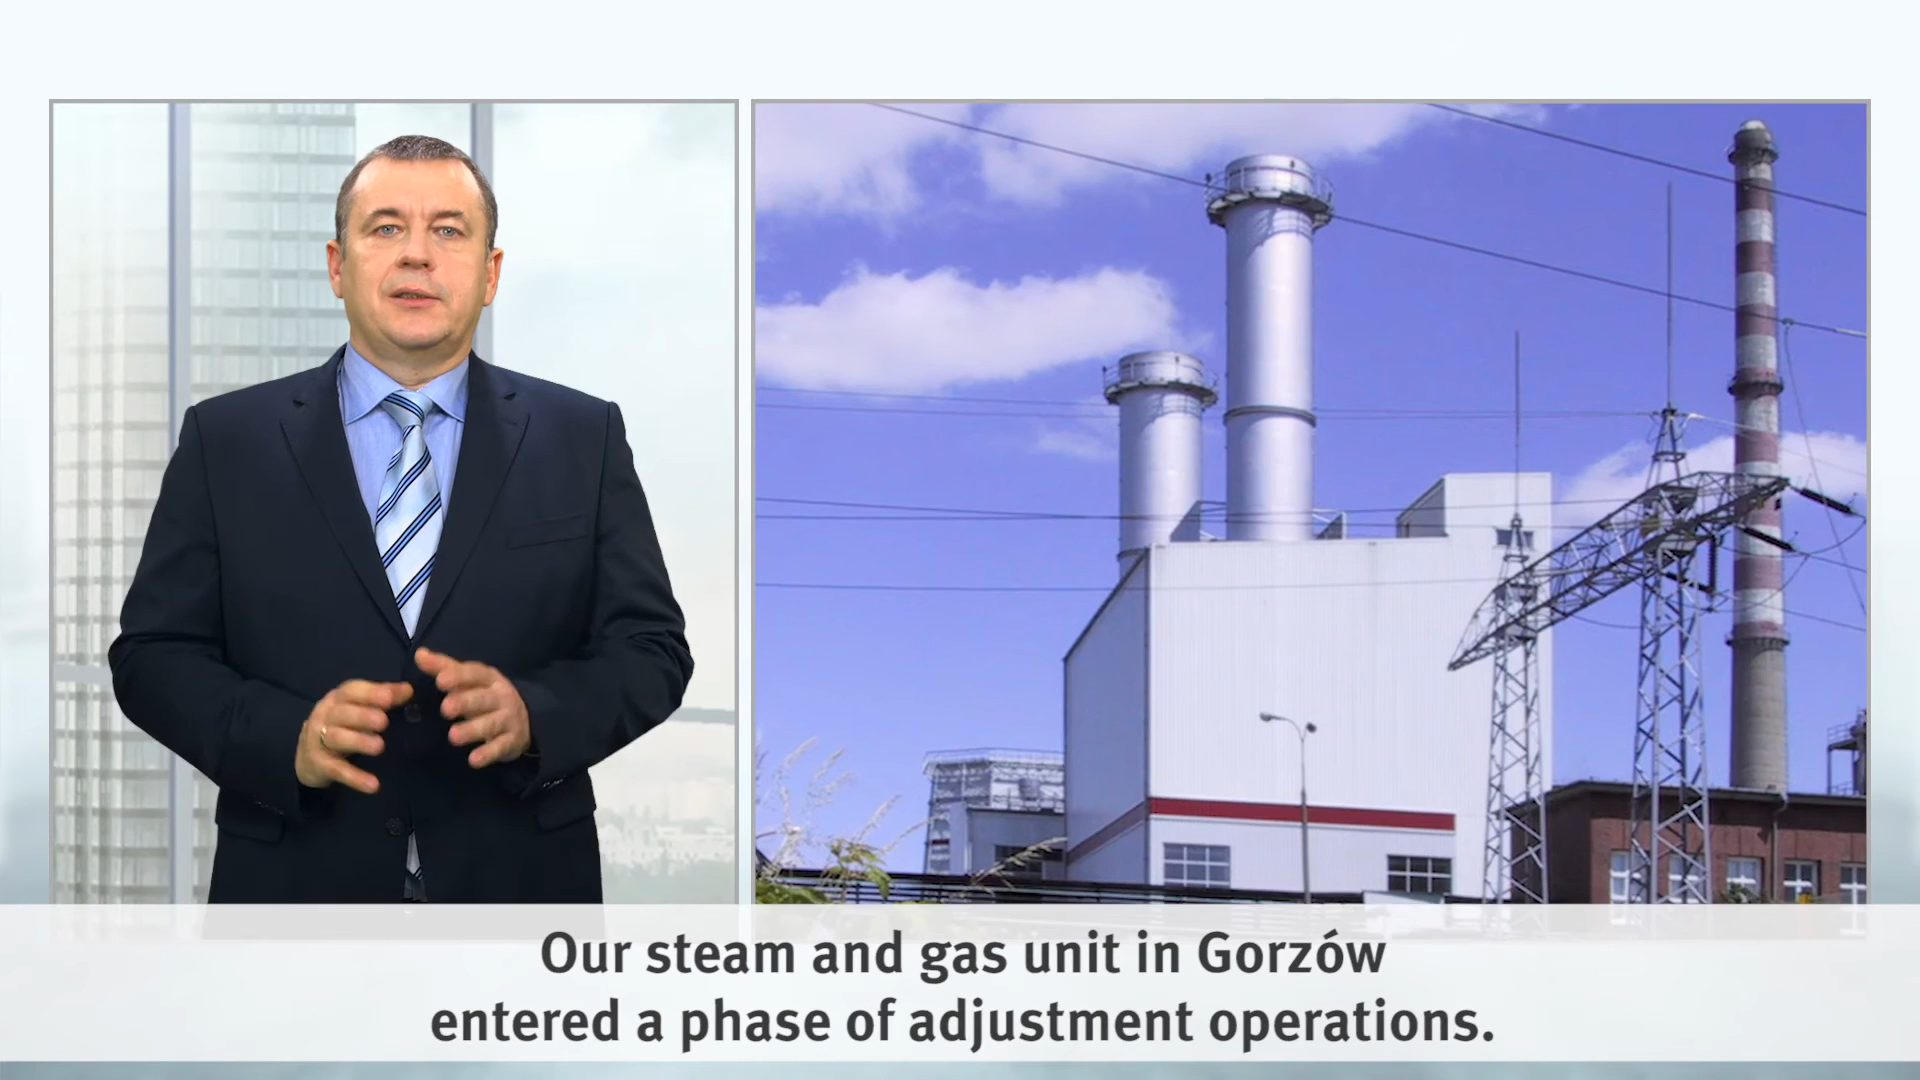 Our steam and gas unit in Gorzów
entered a phase of adjustment operations.